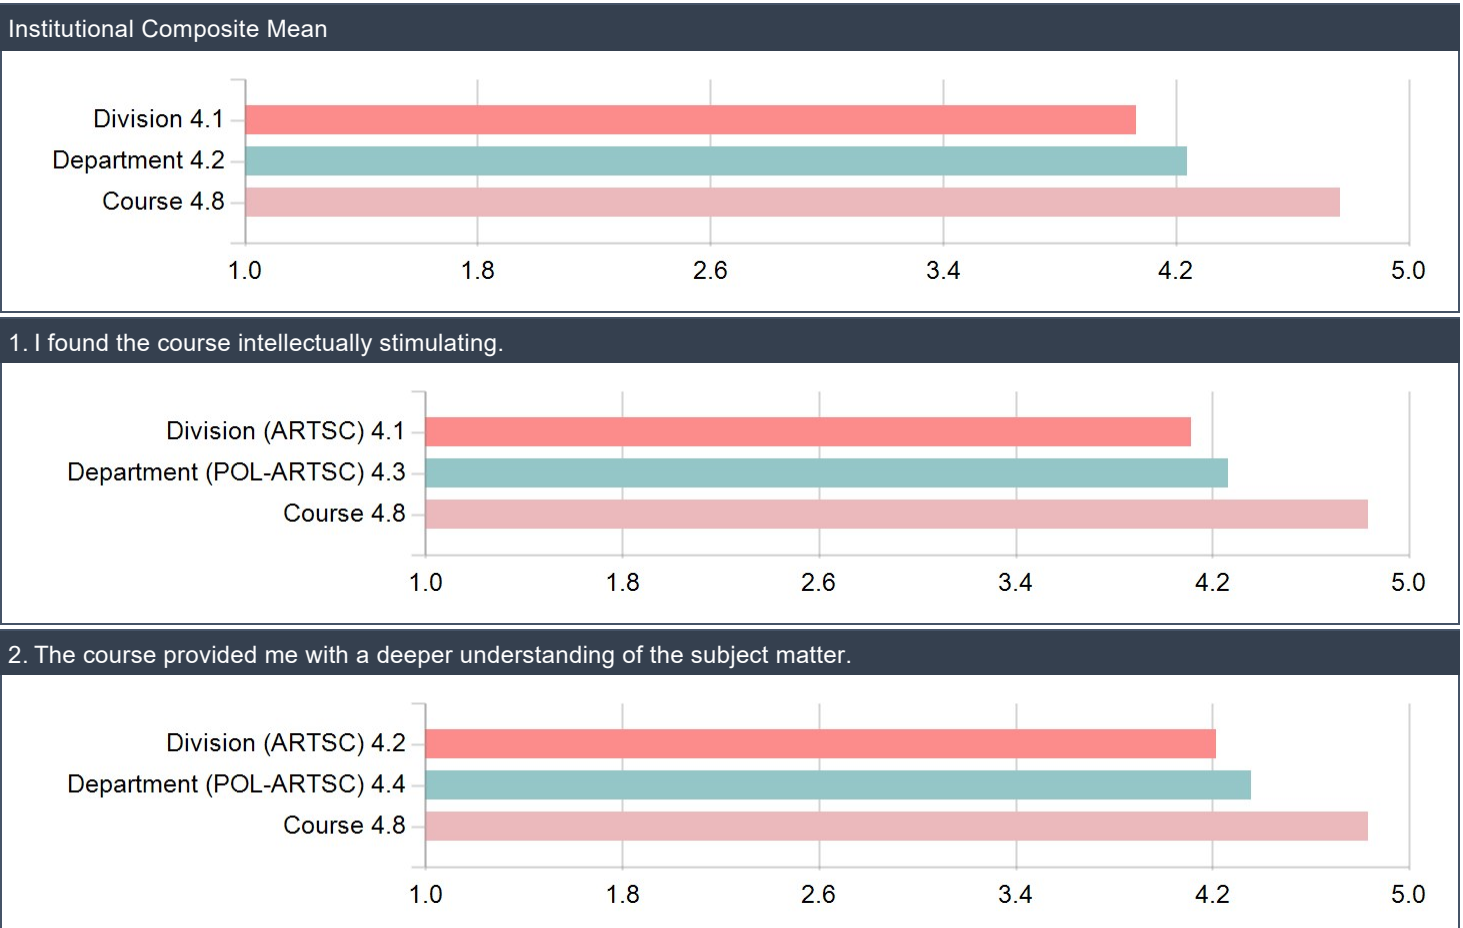 Institutional Composite Mean
Division 4.1
Department 4.2
Course 4.8
1.0 1.8 2.6 3.4 4.2 5.0
1. I found the course intellectually stimulating.
Division (ARTSC) 4.1
Department (POL-ARTSC) 4.3
Course 4.8
1.0 1.8 2.6 3.4 4.2 5.0
2. The course provided me with a deeper understanding of the subject matter.
Division (ARTSC) 4.2
Department (POL-ARTSC) 4.4
Course 4.8
1.0 1.8 2.6 3.4 4.2 5.0